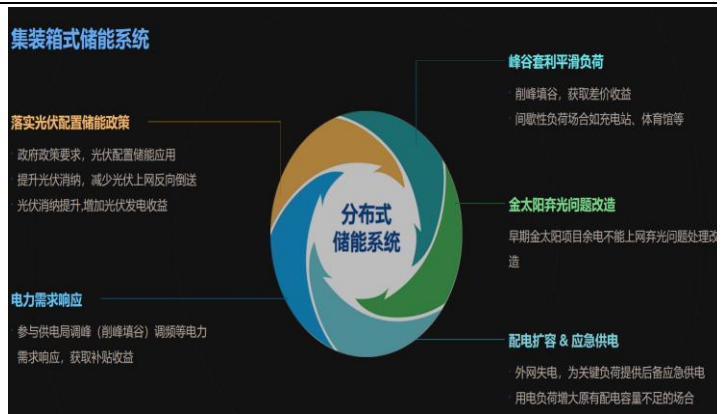 集装箱式储能系统
落实光伏配置储能政策
· 政府政策要求，光伏配置储能应用
· 提升光伏消纳，减少光伏上网反向倒送
· 光伏消纳提升,增加光伏发电收益
电力需求响应
· 参与供电局调峰（削峰填谷）调频等电力
需求响应，获取补贴收益
分布式
储能系统
峰谷套利平滑负荷
· 削峰填谷，获取差价收益
· 间歇性负荷场合如充电站、体育馆等
金太阳弃光问题改造
早期金太阳项目余电不能上网弃光问题处理改
造
配电扩容 & 应急供电
· 外网失电，为关键负荷提供后备应急供电
· 用电负荷增大原有配电容量不足的场合